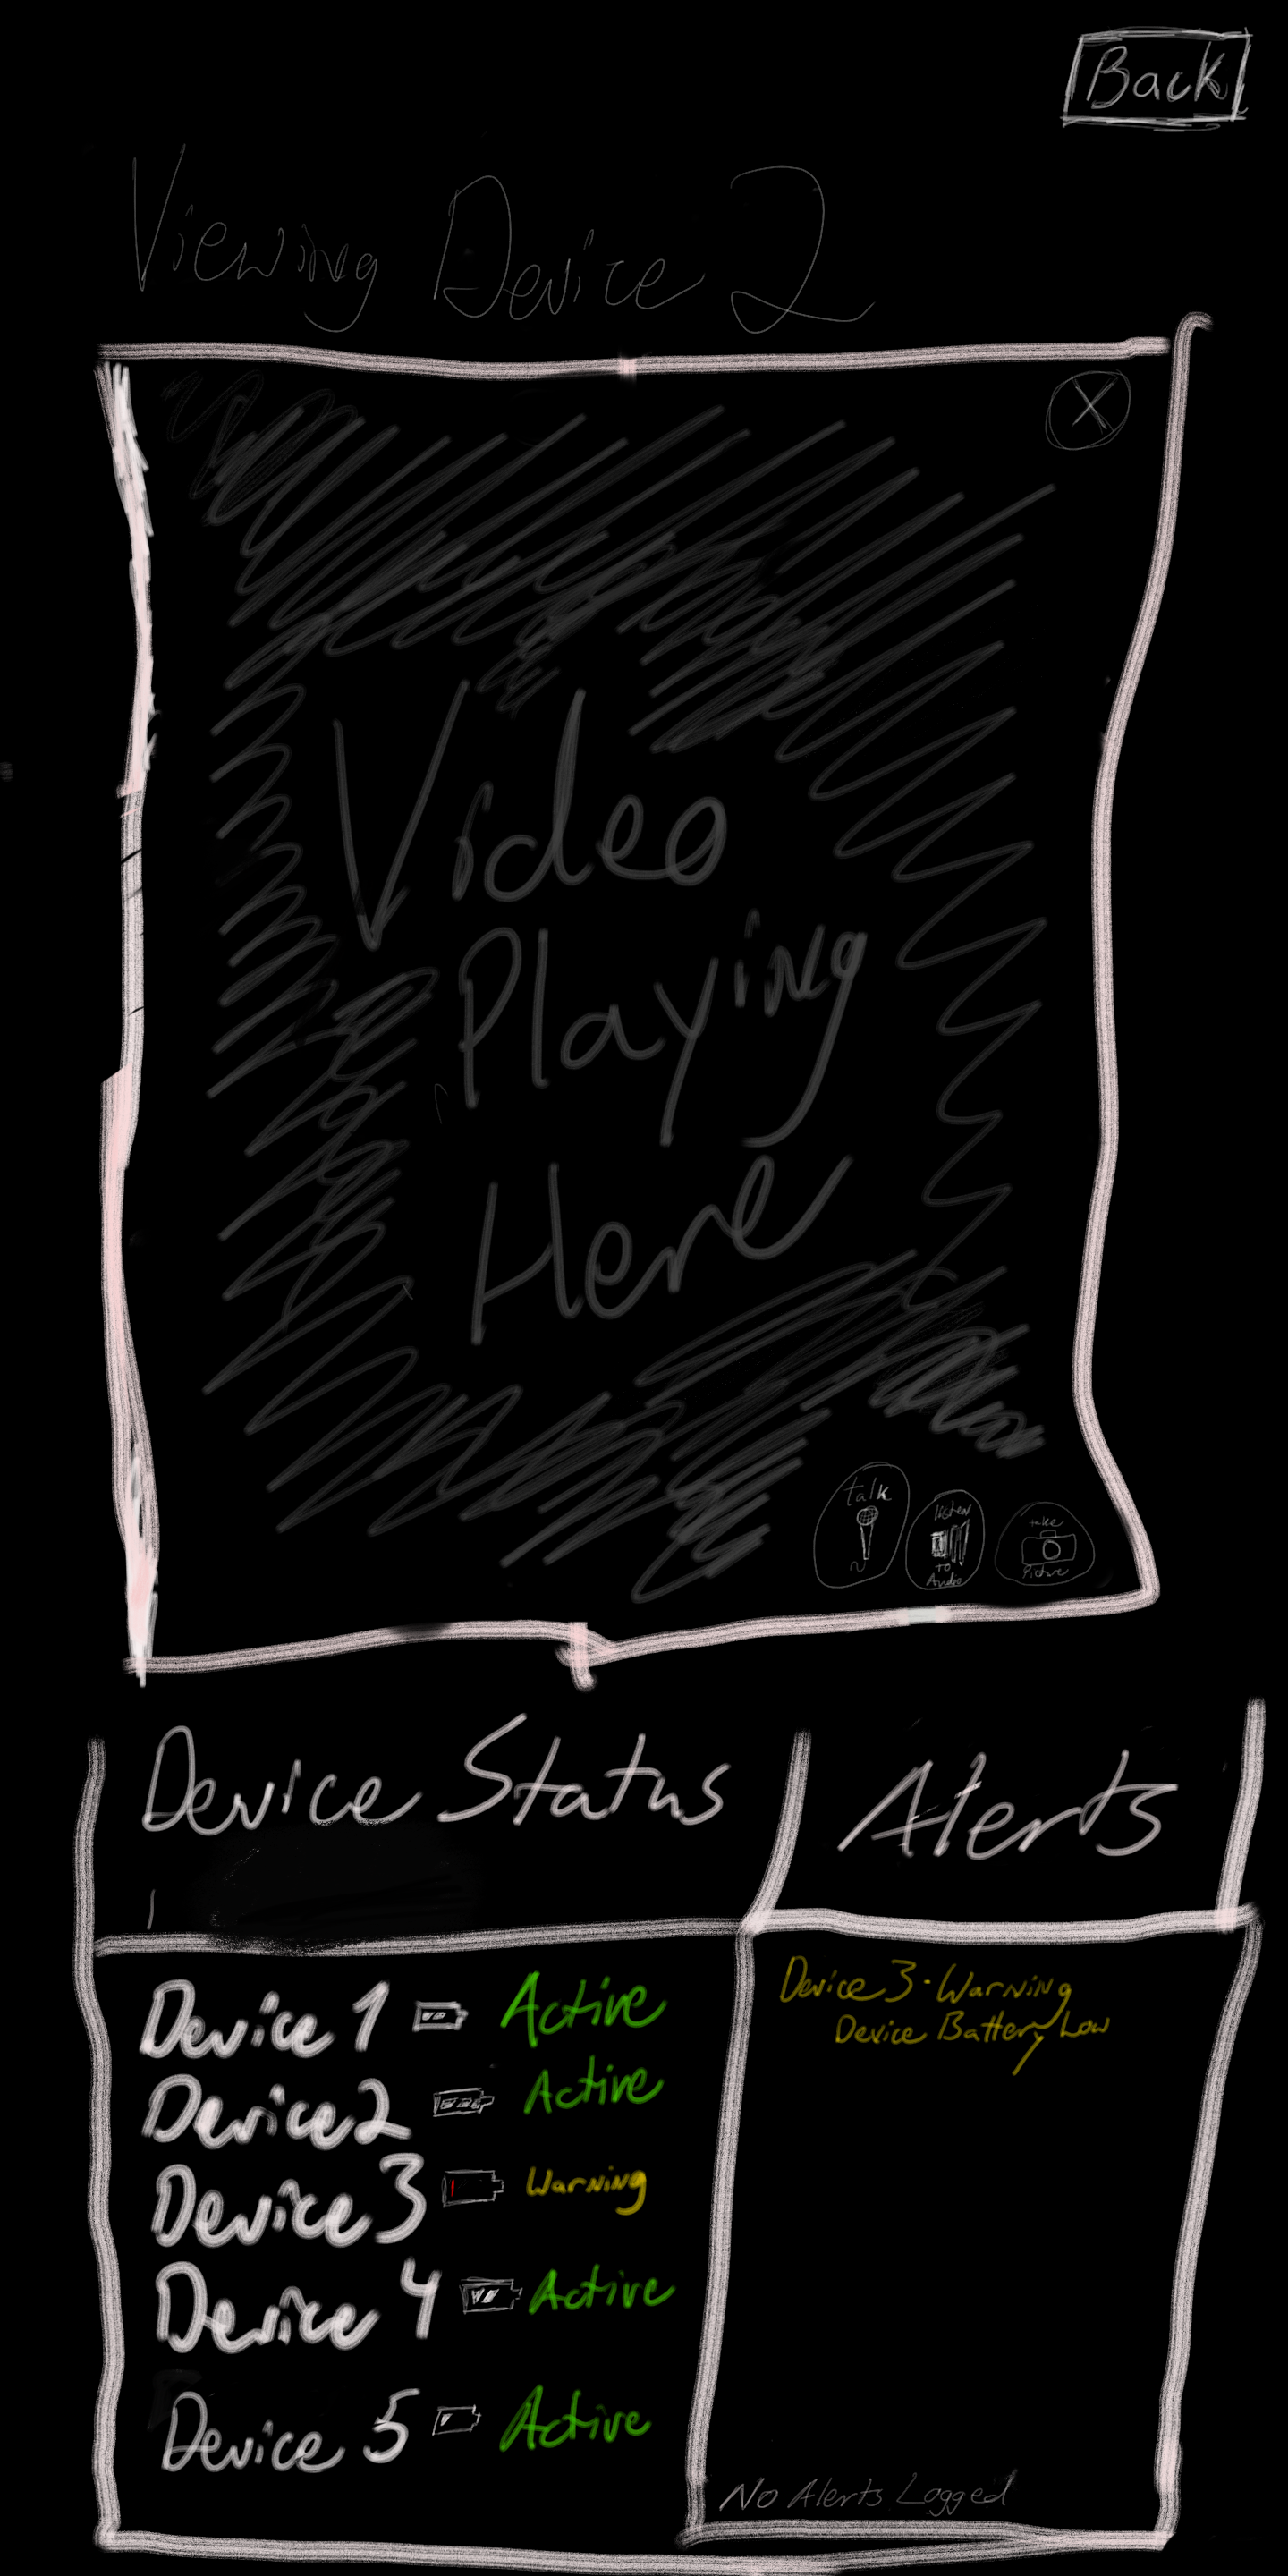 Back
Viewing Device 2
X
Video
Playing
Here
talk
listen
to
Audio
take
Picture
Device Status
Alerts
Device 1 Active
Device 2 Active
Device 3 Warning
Device 4 Active
Device 5 Active
Device 3 - Warning
Device Battery Low
No Alerts Logged